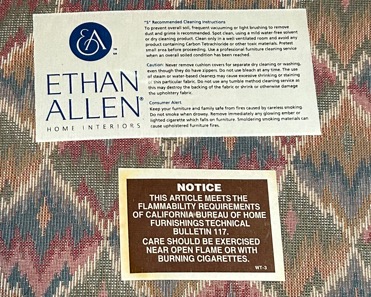 EA
™
ETHAN
ALLEN®
HOME INTERIORS
"S" Recommended Cleaning Instructions
To prevent overall soil, frequent vacuuming or light brushing to remove
dust and grime is recommended. Spot clean, using a mild water-free solvent
or dry cleaning product. Clean only in a well ventilated room and avoid any
product containing Carbon Tetrachloride or other toxic materials. Pretest
small area before proceeding. Use a professional furniture cleaning service
when an overall soiled condition has been reached.
Caution: Never remove cushion covers for separate dry cleaning or washing,
even though they do have zippers. Do not use bleach at any time. The use
of steam or water-based cleaners may cause excessive shrinking or staining
this particular fabric. Do not use any tumble method cleaning service as
this may destroy the backing of the fabric or shrink or otherwise damage
the upholstery fabric.
Consumer Alert
Keep your furniture and family safe from fires caused by careless smoking.
Do not smoke when drowsy. Remove immediately any glowing amber or
lighted cigarette which falls on furniture. Smoldering smoking materials can
cause upholstered furniture fires.
NOTICE
THIS ARTICLE MEETS THE
FLAMMABILITY REQUIREMENTS
OF CALIFORNIA BUREAU OF HOME
FURNISHINGS TECHNICAL
BULLETIN 117.
CARE SHOULD BE EXERCISED
NEAR OPEN FLAME OR WITH
BURNING CIGARETTES.
WT-3